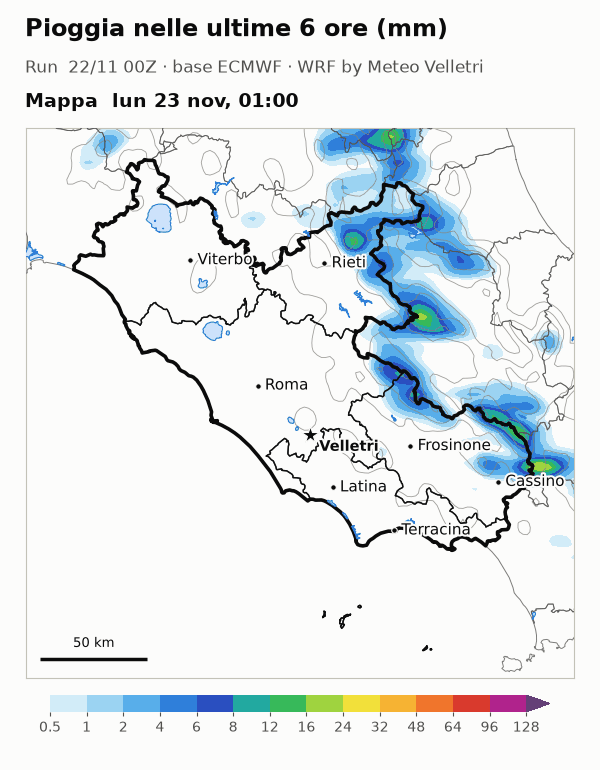 Pioggia nelle ultime 6 ore (mm)
Run  22/11 00Z · base ECMWF · WRF by Meteo Velletri
Mappa  lun 23 nov, 01:00
Viterbo
Rieti
Roma
Velletri
Frosinone
Latina
Cassino
Terracina
50 km
0.5 1 2 4 6 8 12 16 24 32 48 64 96 128